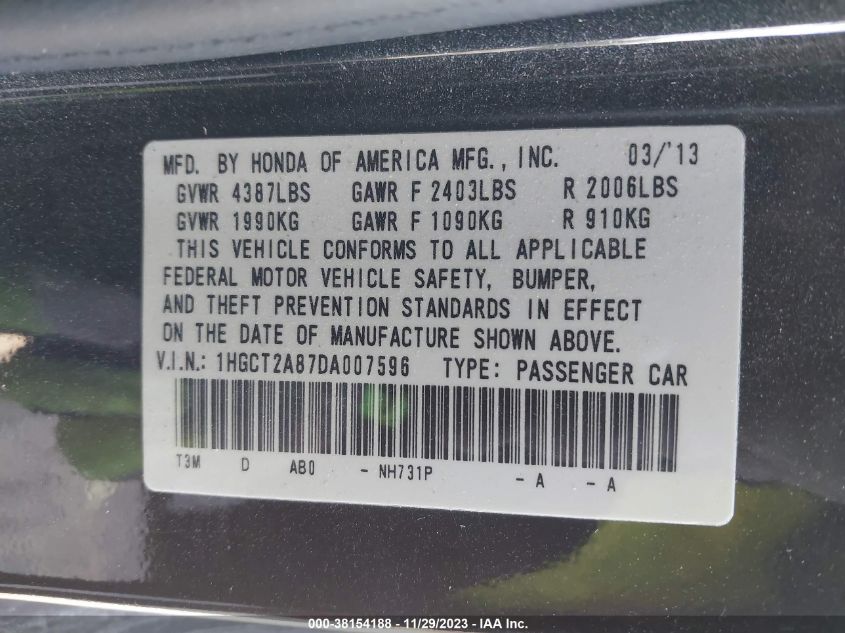 MFD. BY HONDA OF AMERICA MFG., INC. 03/'13
GVWR 4387LBS GAWR F 2403LBS R 2006LBS
GVWR 1990KG GAWR F 1090KG R 910KG
THIS VEHICLE CONFORMS TO ALL APPLICABLE
FEDERAL MOTOR VEHICLE SAFETY, BUMPER,
AND THEFT PREVENTION STANDARDS IN EFFECT
ON THE DATE OF MANUFACTURE SHOWN ABOVE.
V.I.N.: 1HGCT2A87DA007596 TYPE: PASSENGER CAR
T3M D AB0 - NH731P - A - A
000-38154188 - 11/29/2023 - IAA Inc.